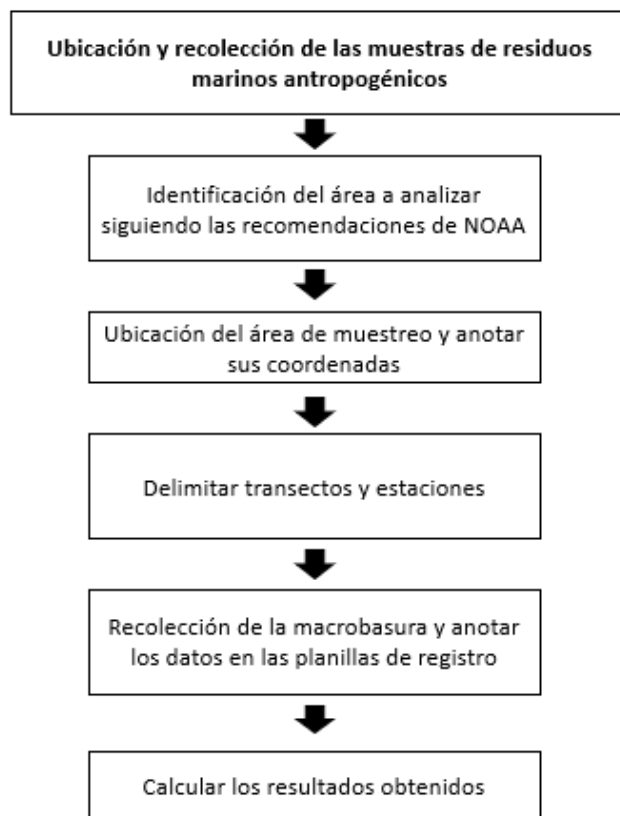 Ubicación y recolección de las muestras de residuos
marinos antropogénicos
Identificación del área a analizar
siguiendo las recomendaciones de NOAA
Ubicación del área de muestreo y anotar
sus coordenadas
Delimitar transectos y estaciones
Recolección de la macrobasura y anotar
los datos en las planillas de registro
Calcular los resultados obtenidos